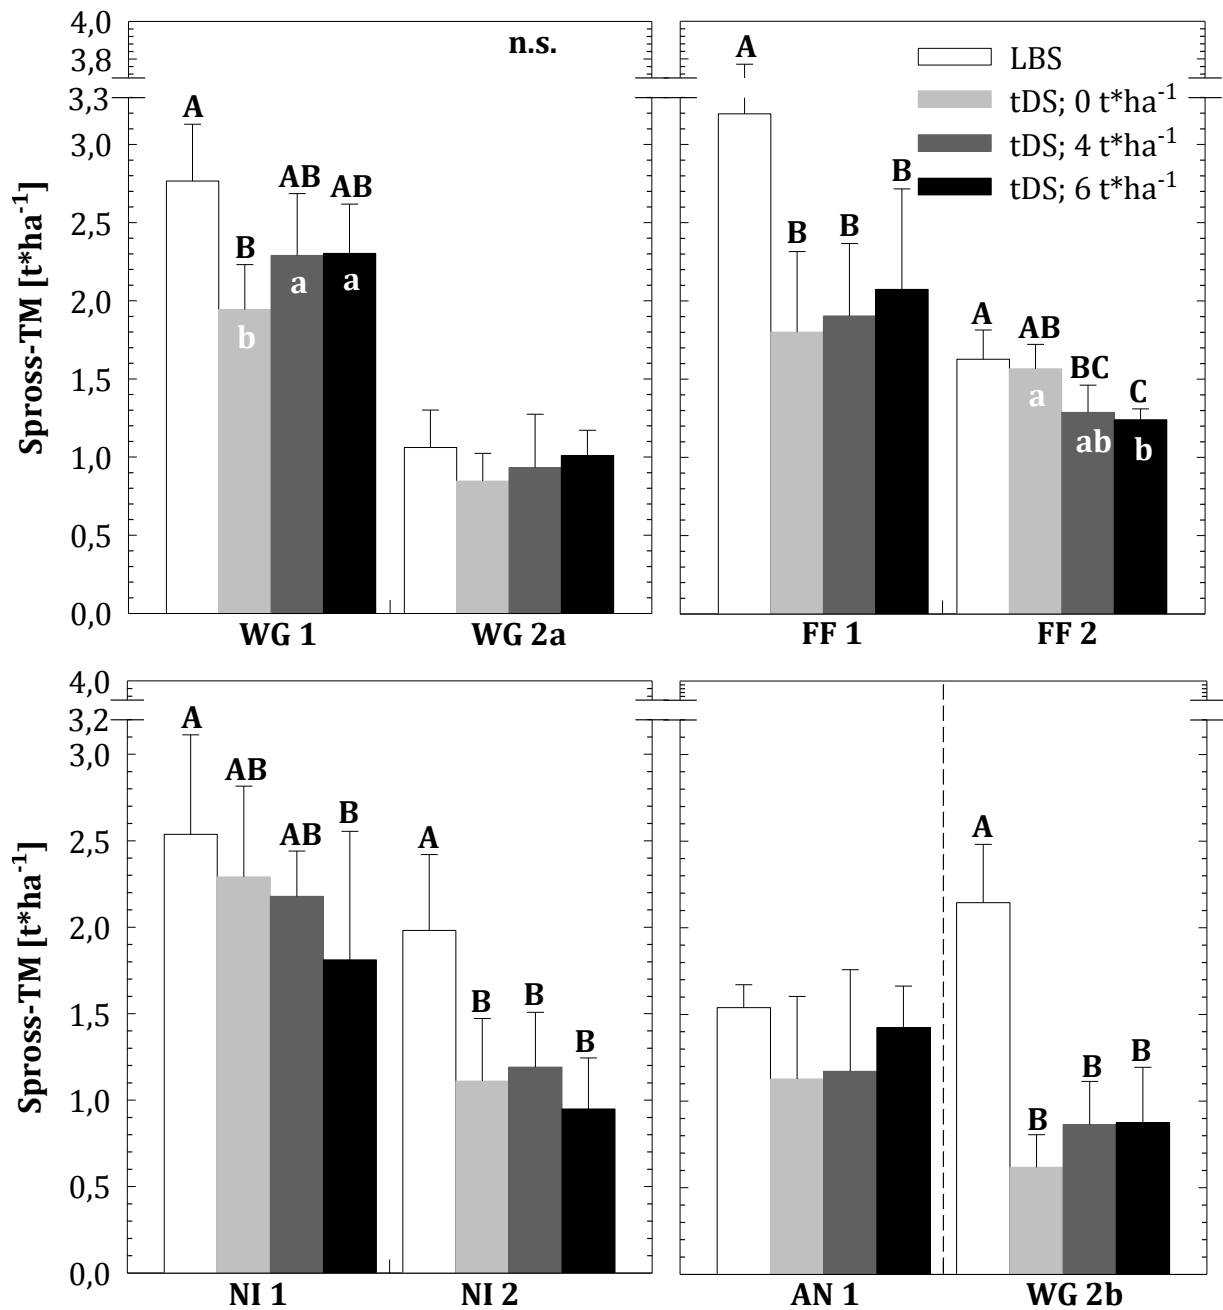 4,0
3,8
3,3
3,0
2,5
2,0
1,5
1,0
0,5
0,0
Spross-TM [t*ha⁻¹]
n.s.
A
B
AB
AB
b
a
a
WG 1
WG 2a
A
B
B
B
A
AB
BC
C
a
ab
b
FF 1
FF 2
LBS
tDS; 0 t*ha⁻¹
tDS; 4 t*ha⁻¹
tDS; 6 t*ha⁻¹
4,0
3,2
3,0
2,5
2,0
1,5
1,0
0,5
0,0
Spross-TM [t*ha⁻¹]
A
AB
AB
B
A
B
B
B
NI 1
NI 2
A
B
B
B
AN 1
WG 2b